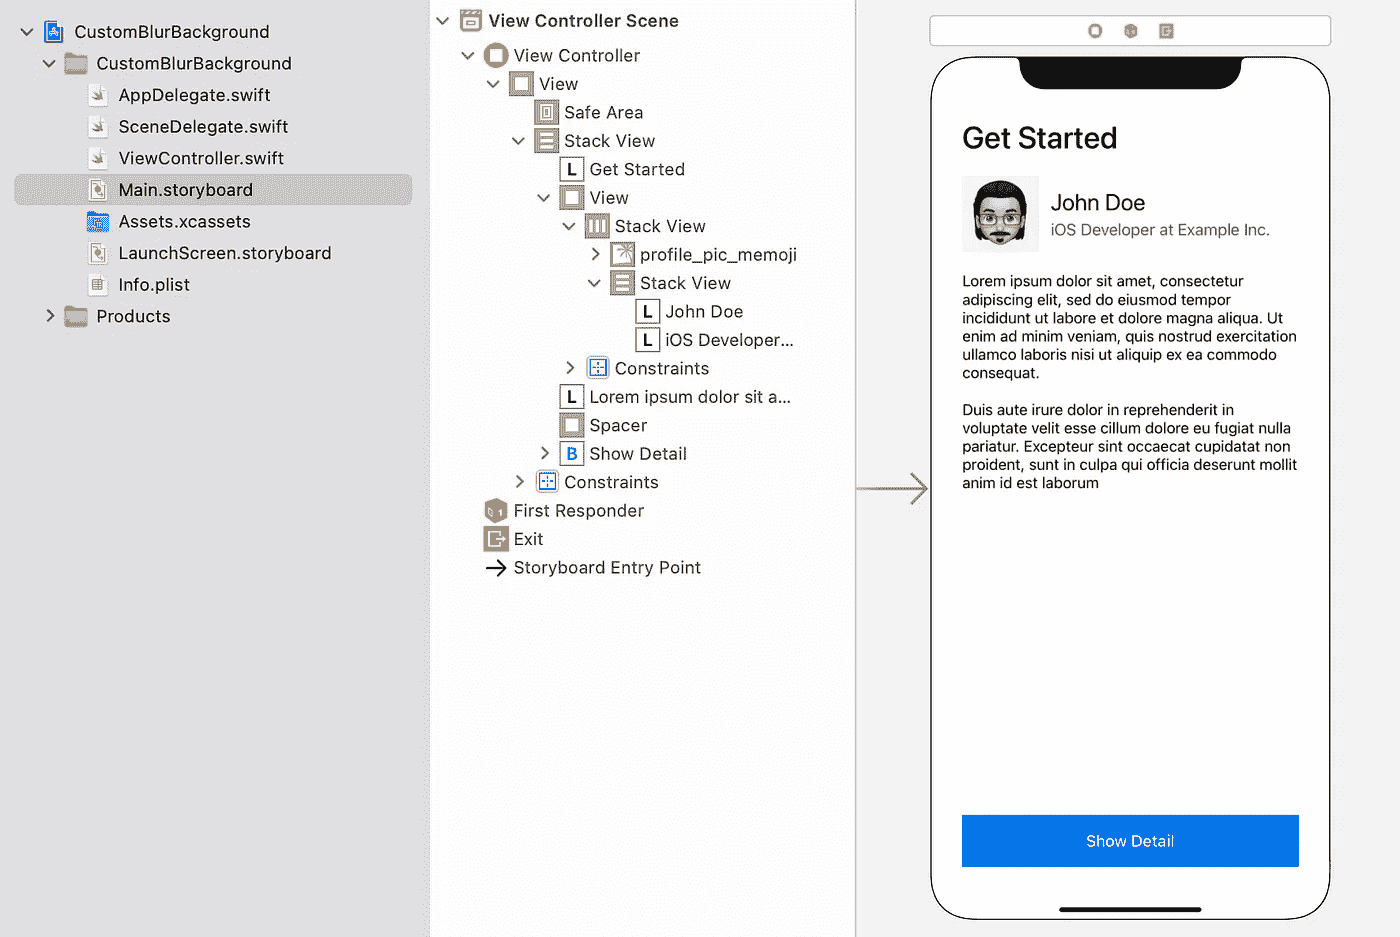 CustomBlurBackground
CustomBlurBackground
AppDelegate.swift
SceneDelegate.swift
ViewController.swift
Main.storyboard
Assets.xcassets
LaunchScreen.storyboard
Info.plist
Products
View Controller Scene
View Controller
View
Safe Area
Stack View
L Get Started
View
Stack View
profile_pic_memoji
Stack View
L John Doe
L iOS Developer...
Constraints
L Lorem ipsum dolor sit a...
Spacer
B Show Detail
Constraints
First Responder
Exit
Storyboard Entry Point
Get Started
John Doe
iOS Developer at Example Inc.
Lorem ipsum dolor sit amet, consectetur
adipiscing elit, sed do eiusmod tempor
incididunt ut labore et dolore magna aliqua. Ut
enim ad minim veniam, quis nostrud exercitation
ullamco laboris nisi ut aliquip ex ea commodo
consequat.
Duis aute irure dolor in reprehenderit in
voluptate velit esse cillum dolore eu fugiat nulla
pariatur. Excepteur sint occaecat cupidatat non
proident, sunt in culpa qui officia deserunt mollit
anim id est laborum
Show Detail